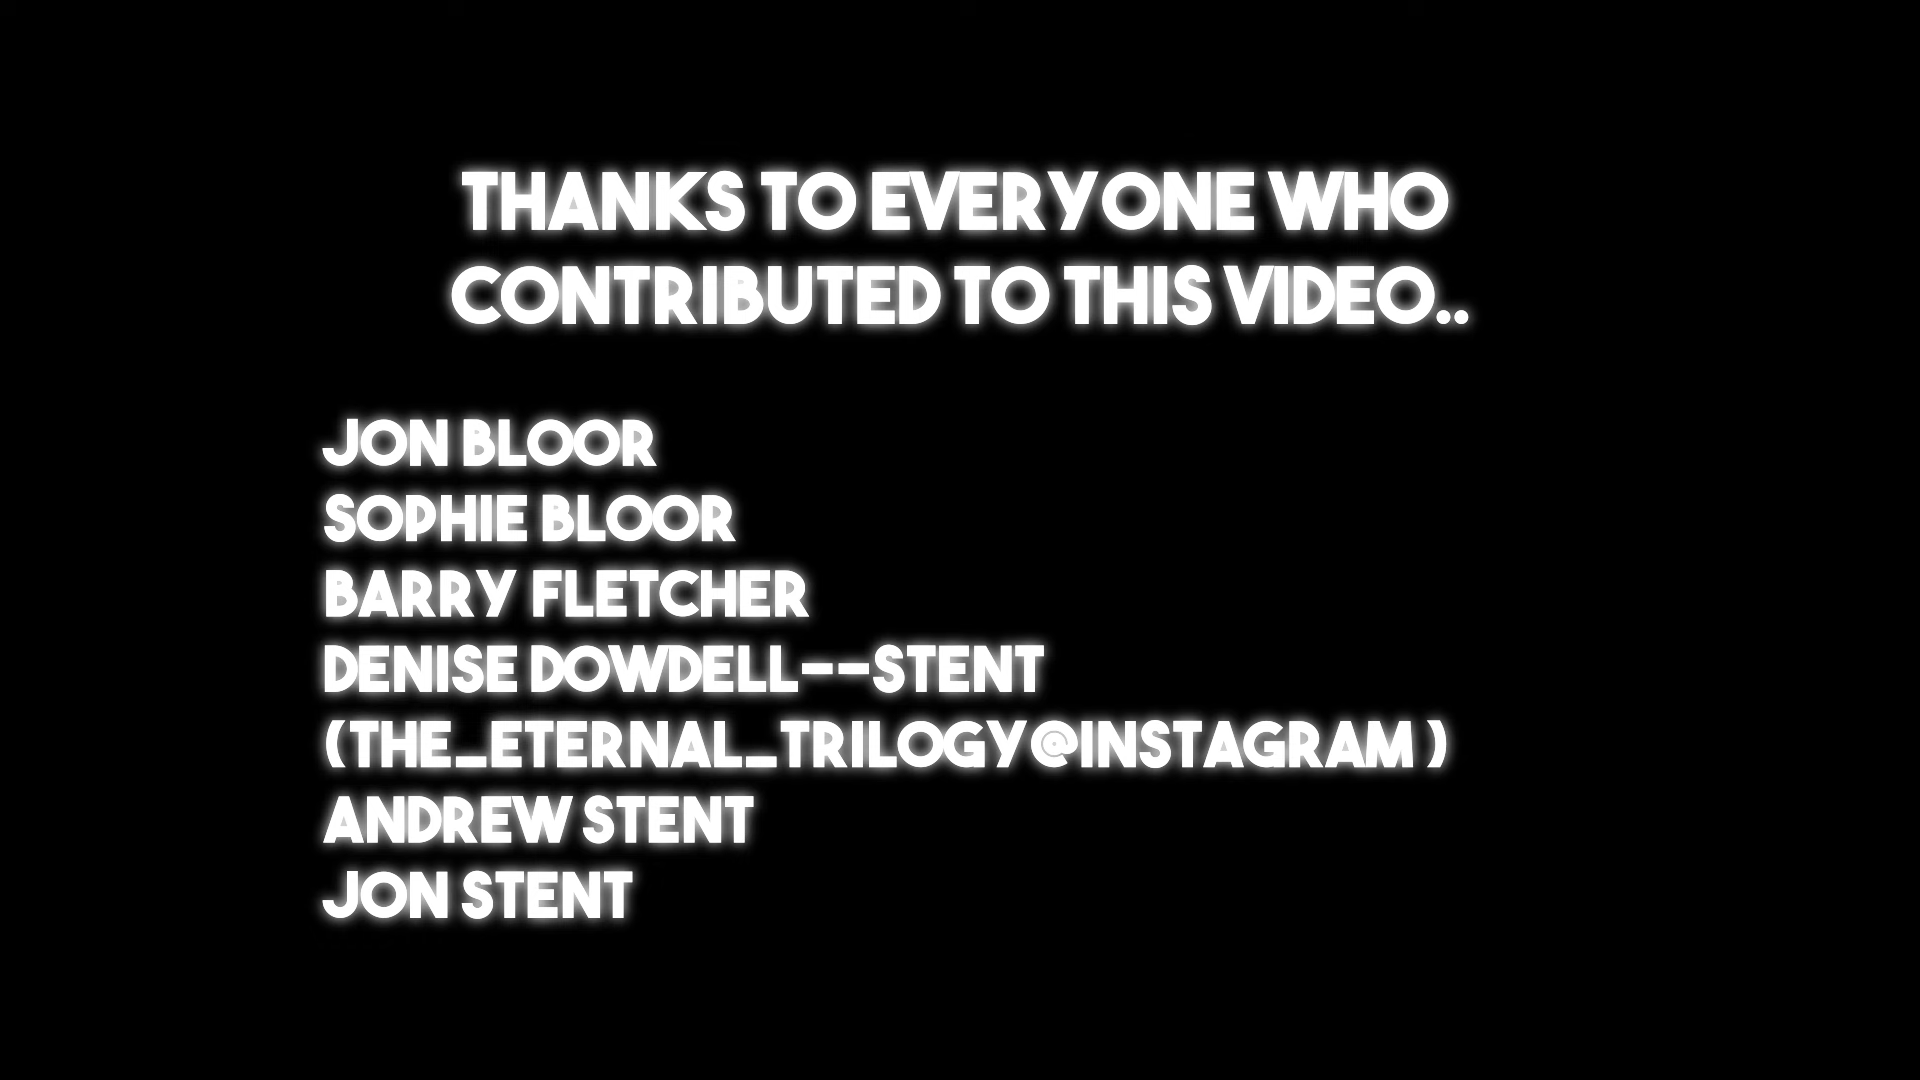 THANKS TO EVERYONE WHO
CONTRIBUTED TO THIS VIDEO..
JON BLOOR
SOPHIE BLOOR
BARRY FLETCHER
DENISE DOWDELL--STENT
(THE_ETERNAL_TRILOGY@INSTAGRAM )
ANDREW STENT
JON STENT